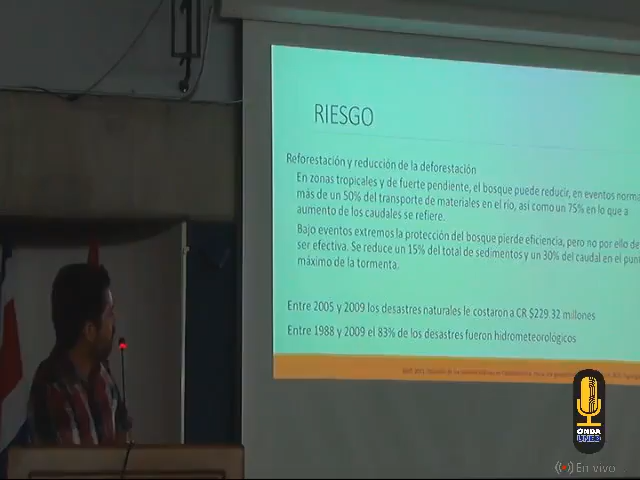 RIESGO
Reforestación y reducción de la deforestación
En zonas tropicales y de fuerte pendiente, el bosque puede reducir, en eventos norma
más de un 50% del transporte de materiales en el río, así como un 75% en lo que a
aumento de los caudales se refiere.
Bajo eventos extremos la protección del bosque pierde eficiencia, pero no por ello de
ser efectiva. Se reduce un 15% del total de sedimentos y un 30% del caudal en el punt
máximo de la tormenta.
Entre 2005 y 2009 los desastres naturales le costaron a CR $229.32 millones
Entre 1988 y 2009 el 83% de los desastres fueron hidrometeorológicos
ONDA
UNED
En vivo